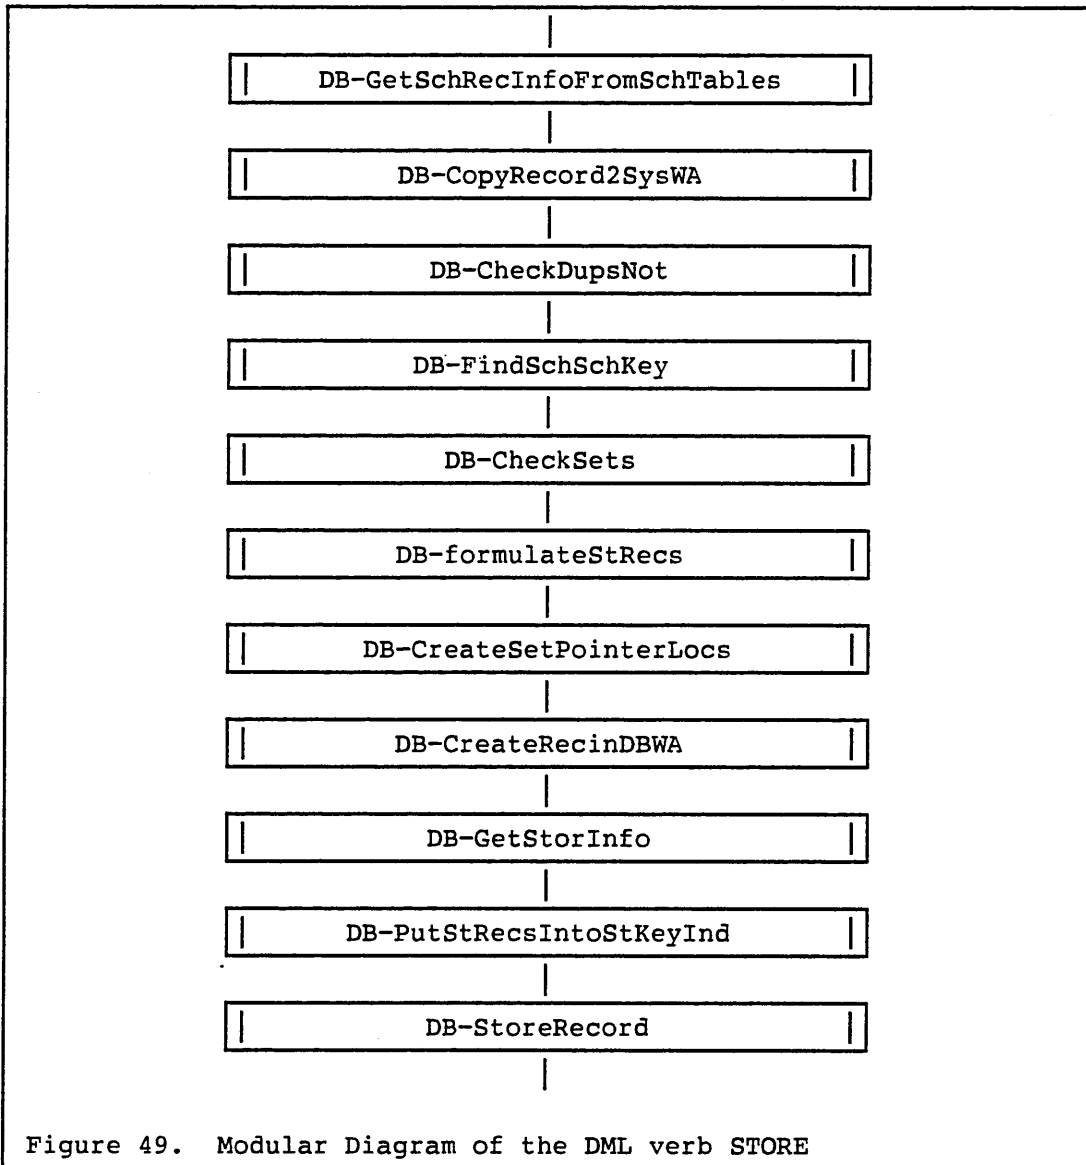 DB-GetSchRecInfoFromSchTables
DB-CopyRecord2SysWA
DB-CheckDupsNot
DB-FindSchSchKey
DB-CheckSets
DB-formulateStRecs
DB-CreateSetPointerLocs
DB-CreateRecinDBWA
DB-GetStorInfo
DB-PutStRecsIntoStKeyInd
DB-StoreRecord
Figure 49. Modular Diagram of the DML verb STORE